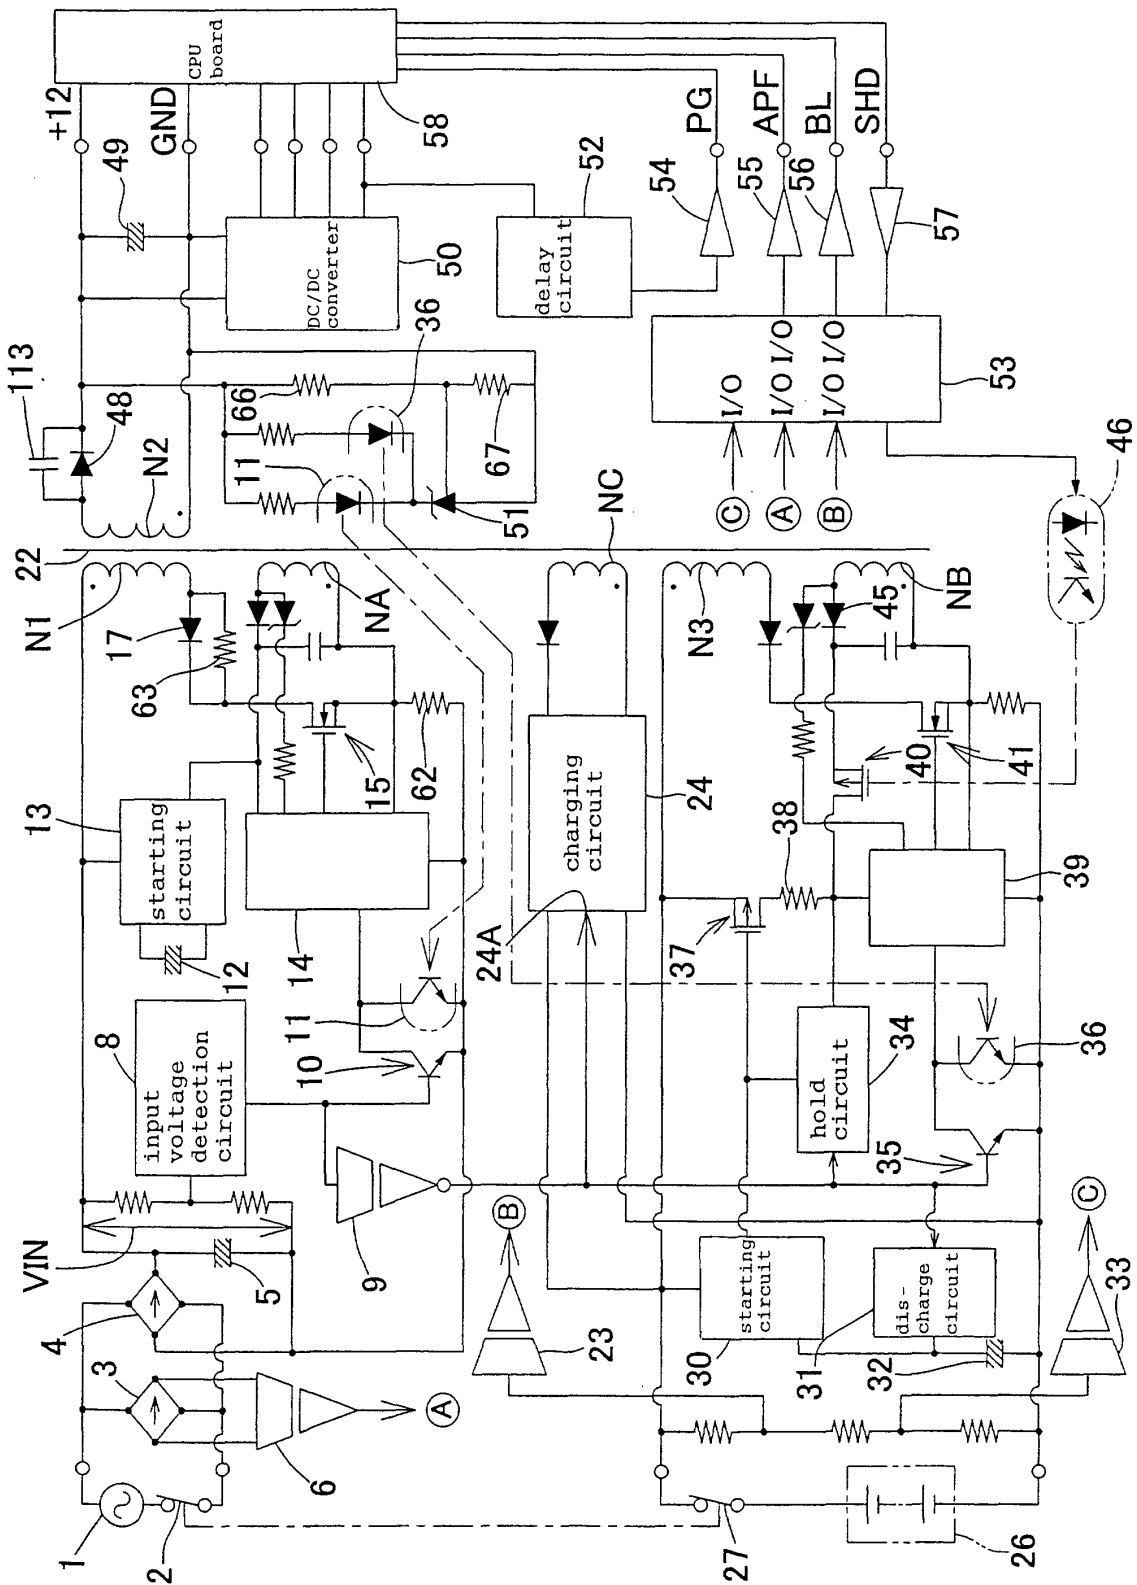 1
2
3
4
5
6
A
VIN
8
input
voltage
detection
circuit
9
10
11
12
13
starting
circuit
14
15
62
63
17
N1
NA
22
N2
48
113
11
66
36
67
51
49
+12
GND
DC/DC
converter
50
CPU
board
58
delay
circuit
52
54
PG
55
APF
56
BL
57
SHD
C
A
B
I/O
I/O I/O
I/O I/O
53
46
NC
charging
circuit
24
24A
N3
NB
45
40
41
38
37
39
hold
circuit
34
35
36
B
23
30
starting
circuit
31
dis-
charge
circuit
32
C
33
27
26